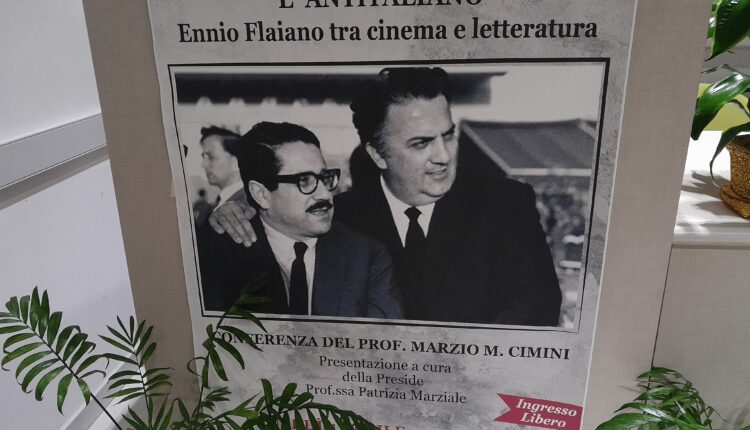 L' ANTITALIANO
Ennio Flaiano tra cinema e letteratura
CONFERENZA DEL PROF. MARZIO M. CIMINI
Presentazione a cura
della Preside
Prof.ssa Patrizia Marziale
Ingresso
Libero